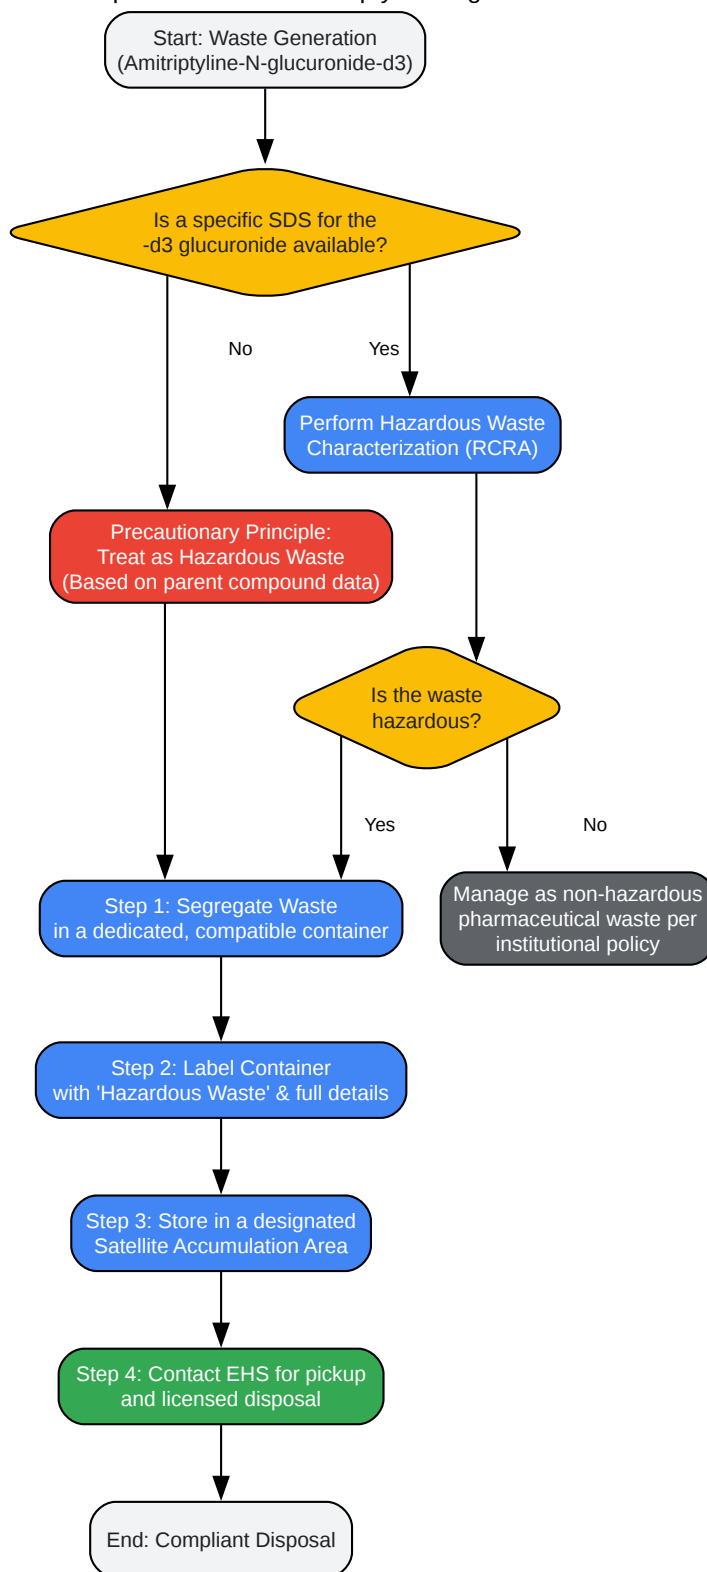 Start: Waste Generation
(Amitriptyline-N-glucuronide-d3)
Is a specific SDS for the
-d3 glucuronide available?
No
Yes
Perform Hazardous Waste
Characterization (RCRA)
Precautionary Principle:
Treat as Hazardous Waste
(Based on parent compound data)
Is the waste
hazardous?
Yes
No
Step 1: Segregate Waste
in a dedicated, compatible container
Manage as non-hazardous
pharmaceutical waste per
institutional policy
Step 2: Label Container
with 'Hazardous Waste' & full details
Step 3: Store in a designated
Satellite Accumulation Area
Step 4: Contact EHS for pickup
and licensed disposal
End: Compliant Disposal